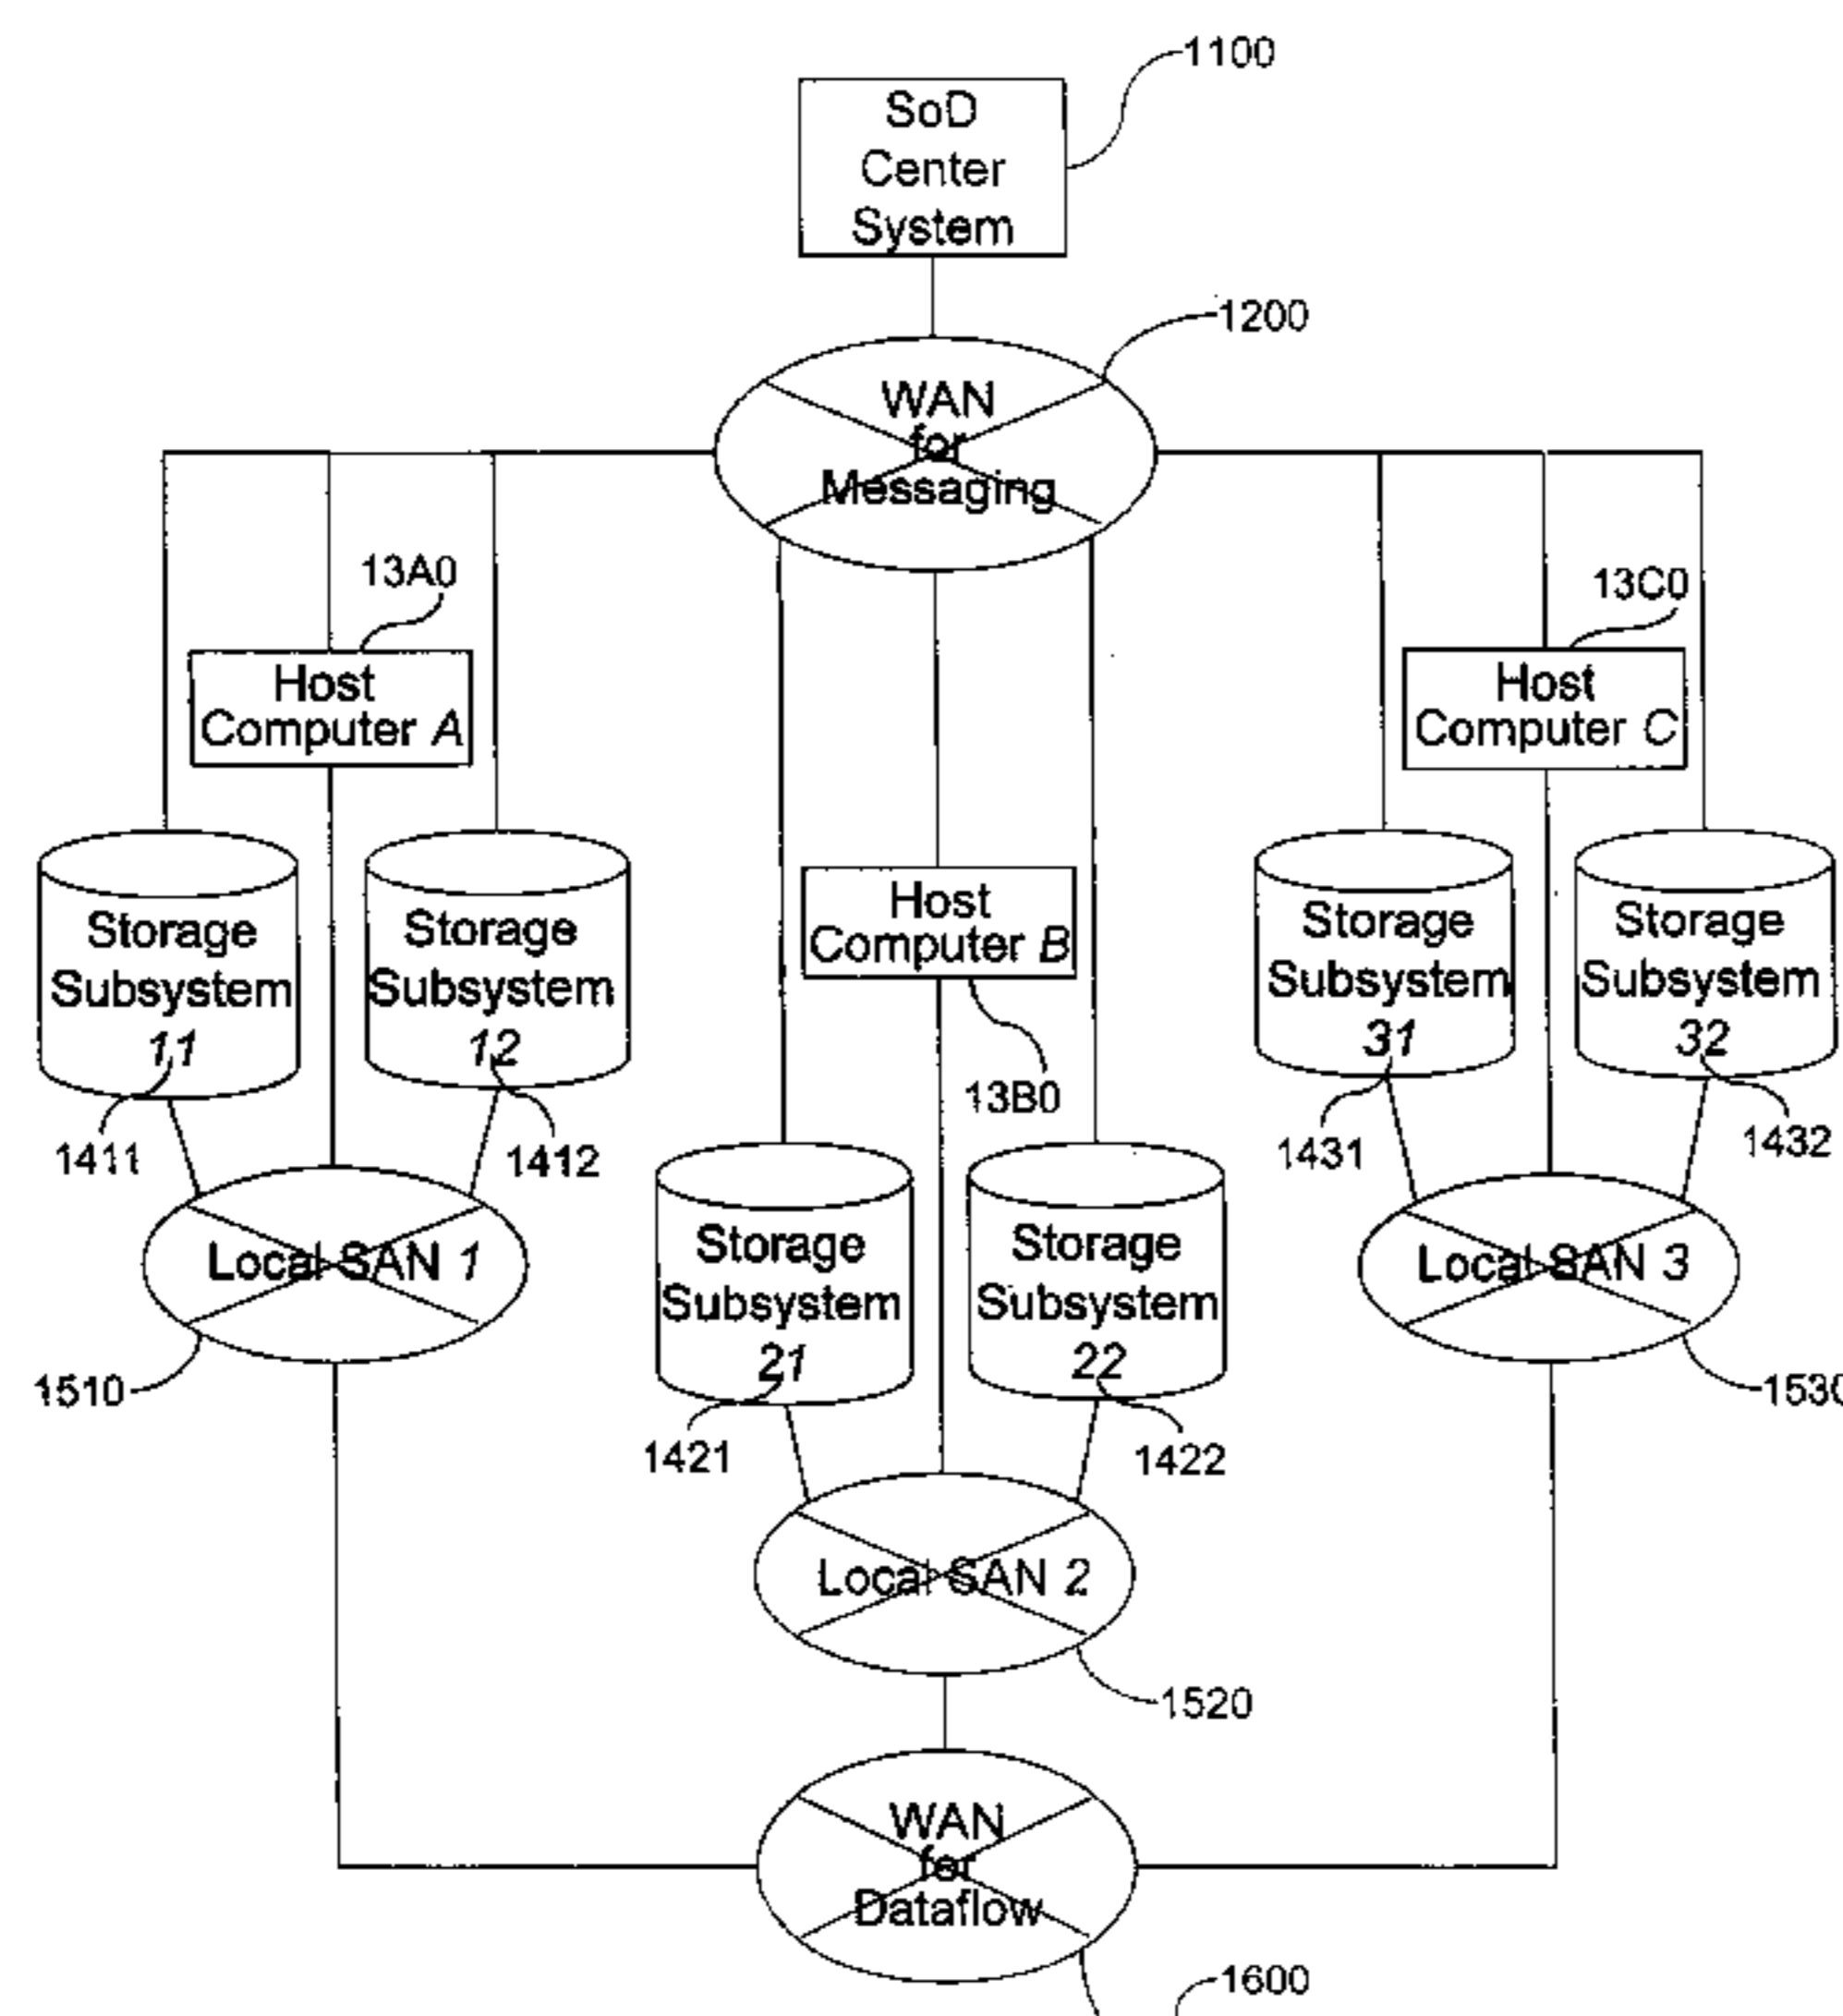 1100
SoD
Center
System
1200
WAN
for
Messaging
13A0
13C0
Host
Computer A
Host
Computer C
Host
Computer B
13B0
Storage
Subsystem
11
Storage
Subsystem
12
Storage
Subsystem
31
Storage
Subsystem
32
1411
1412
1431
1432
Storage
Subsystem
21
Storage
Subsystem
22
Local SAN 1
Local SAN 3
1510
1530
1421
1422
Local SAN 2
1520
WAN
for
Dataflow
1600